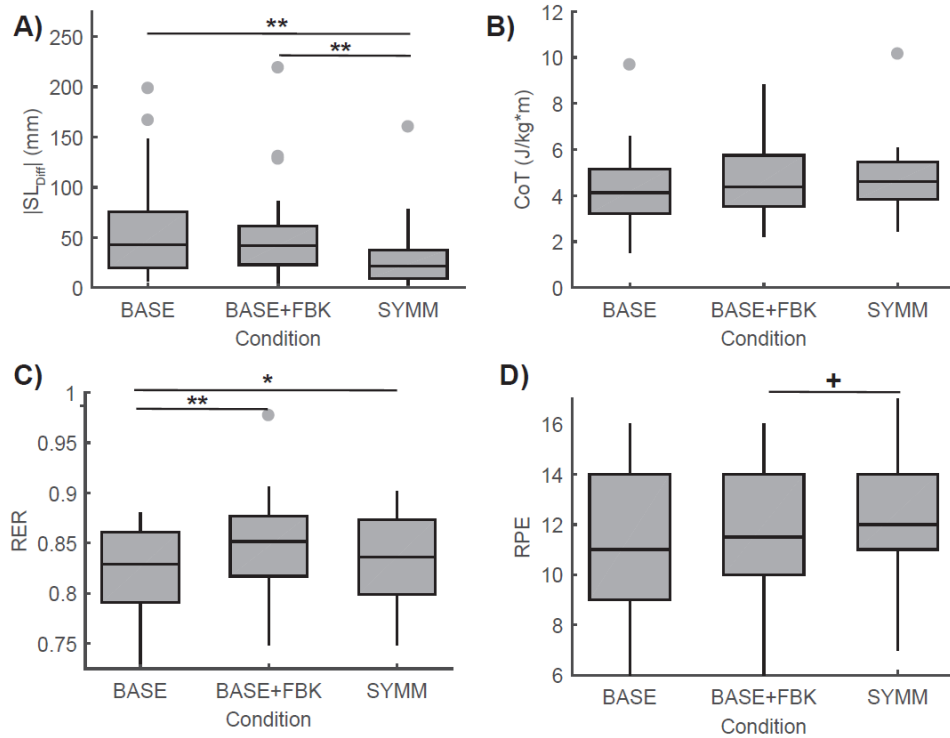 A)
**
**
250
200
150
100
50
0
|SL_Diff| (mm)
BASE BASE+FBK SYMM
Condition
B)
12
10
8
6
4
2
0
CoT (J/kg*m)
BASE BASE+FBK SYMM
Condition
C)
*
**
1
0.95
0.9
0.85
0.8
0.75
RER
BASE BASE+FBK SYMM
Condition
D)
+
16
14
12
10
8
6
RPE
BASE BASE+FBK SYMM
Condition